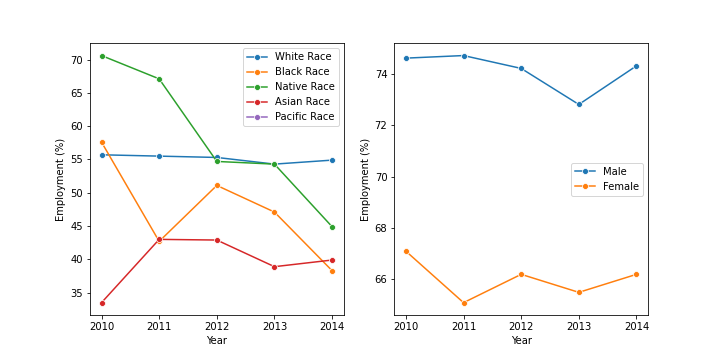 70
65
60
55
50
45
40
35
Employment (%)
2010 2011 2012 2013 2014
Year
White Race
Black Race
Native Race
Asian Race
Pacific Race
74
72
70
68
66
Employment (%)
2010 2011 2012 2013 2014
Year
Male
Female